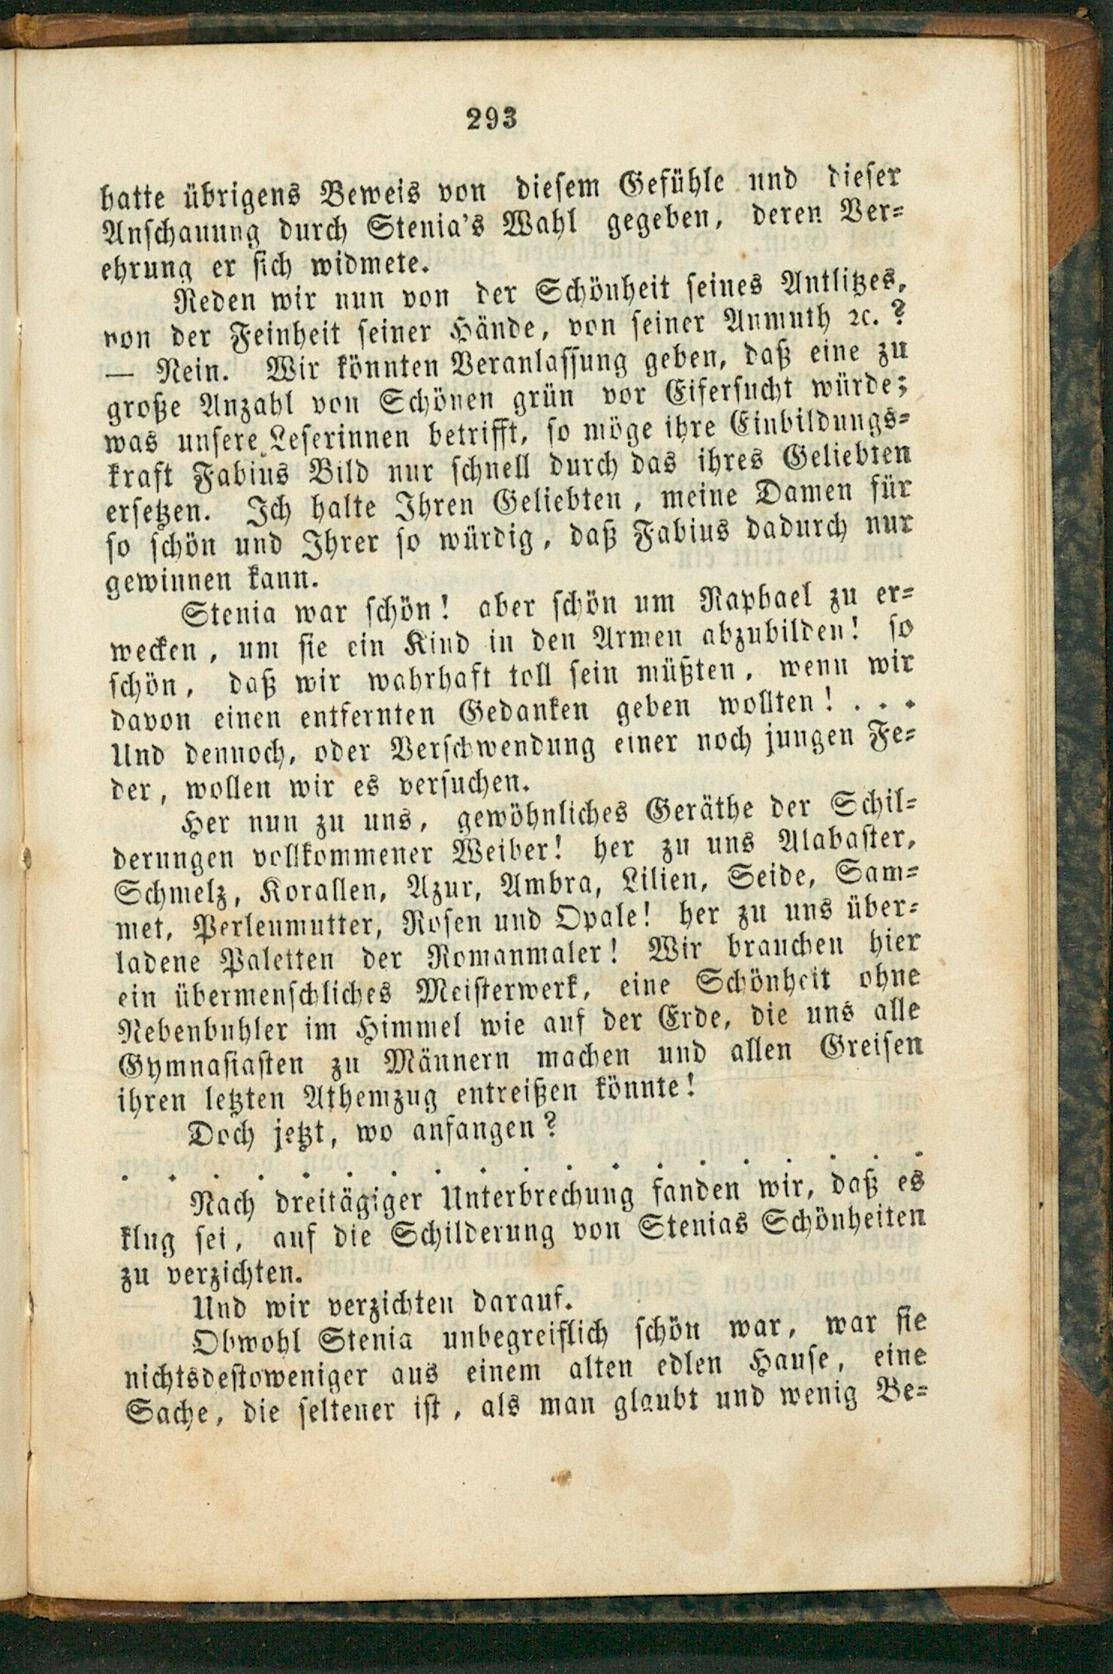 293
hatte übrigens Beweis von diesem Gefühle und dieser
Anschauung durch Stenia's Wahl gegeben, deren Ver-
ehrung er sich widmete.
Reden wir nun von der Schönheit seines Antlitzes,
von der Feinheit seiner Hände, von seiner Anmuth ꝛc.?
— Nein. Wir könnten Veranlassung geben, daß eine zu
große Anzahl von Schönen grün vor Eifersucht würde;
was unsere Leserinnen betrifft, so möge ihre Einbildungs-
kraft Fabius Bild nur schnell durch das ihres Geliebten
ersetzen. Ich halte Ihren Geliebten, meine Damen für
so schön und Ihrer so würdig, daß Fabius dadurch nur
gewinnen kann.
Stenia war schön! aber schön um Raphael zu er-
wecken, um sie ein Kind in den Armen abzubilden! so
schön, daß wir wahrhaft toll sein müßten, wenn wir
davon einen entfernten Gedanken geben wollten! . . .
Und dennoch, oder Verschwendung einer noch jungen Fe-
der, wollen wir es versuchen.
Her nun zu uns, gewöhnliches Geräthe der Schil-
derungen vollkommener Weiber! her zu uns Alabaster,
Schmelz, Korallen, Azur, Ambra, Lilien, Seide, Sam-
met, Perlenmutter, Rosen und Opale! her zu uns über-
ladene Paletten der Romanmaler! Wir brauchen hier
ein übermenschliches Meisterwerk, eine Schönheit ohne
Nebenbuhler im Himmel wie auf der Erde, die uns alle
Gymnasiasten zu Männern machen und allen Greisen
ihren letzten Athemzug entreißen könnte!
Doch jetzt, wo anfangen?
. . . . . . . . . . . . . . . . . . .
Nach dreitägiger Unterbrechung fanden wir, daß es
klug sei, auf die Schilderung von Stenias Schönheiten
zu verzichten.
Und wir verzichten darauf.
Obwohl Stenia unbegreiflich schön war, war sie
nichtsdestoweniger aus einem alten edlen Hause, eine
Sache, die seltener ist, als man glaubt und wenig Be-